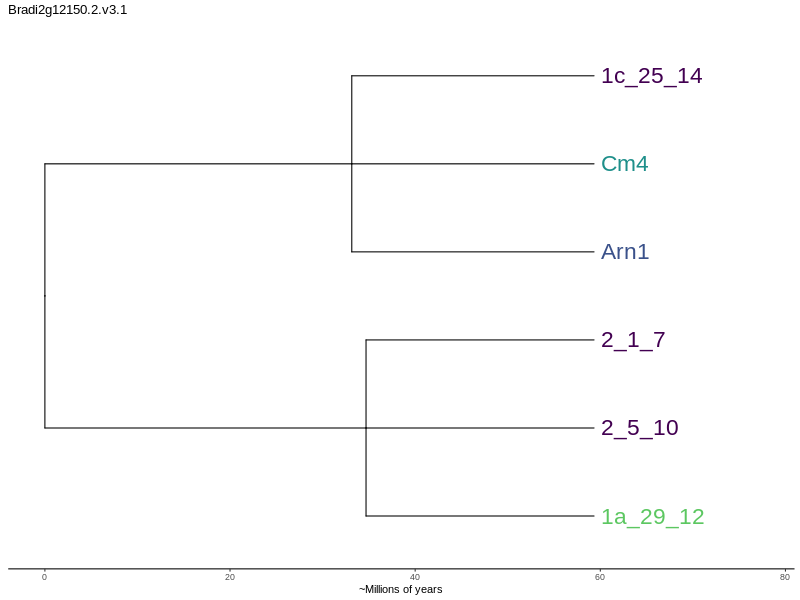 Bradi2g12150.2.v3.1
1c_25_14
Cm4
Arn1
2_1_7
2_5_10
1a_29_12
0 20 40 60 80
~Millions of years